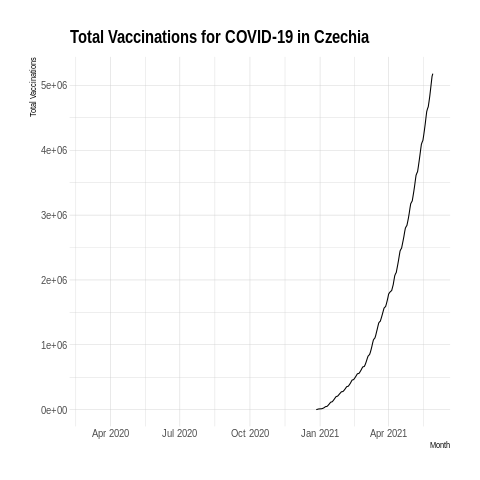 Total Vaccinations for COVID-19 in Czechia
Total Vaccinations
5e+06
4e+06
3e+06
2e+06
1e+06
0e+00
Apr 2020 Jul 2020 Oct 2020 Jan 2021 Apr 2021
Month